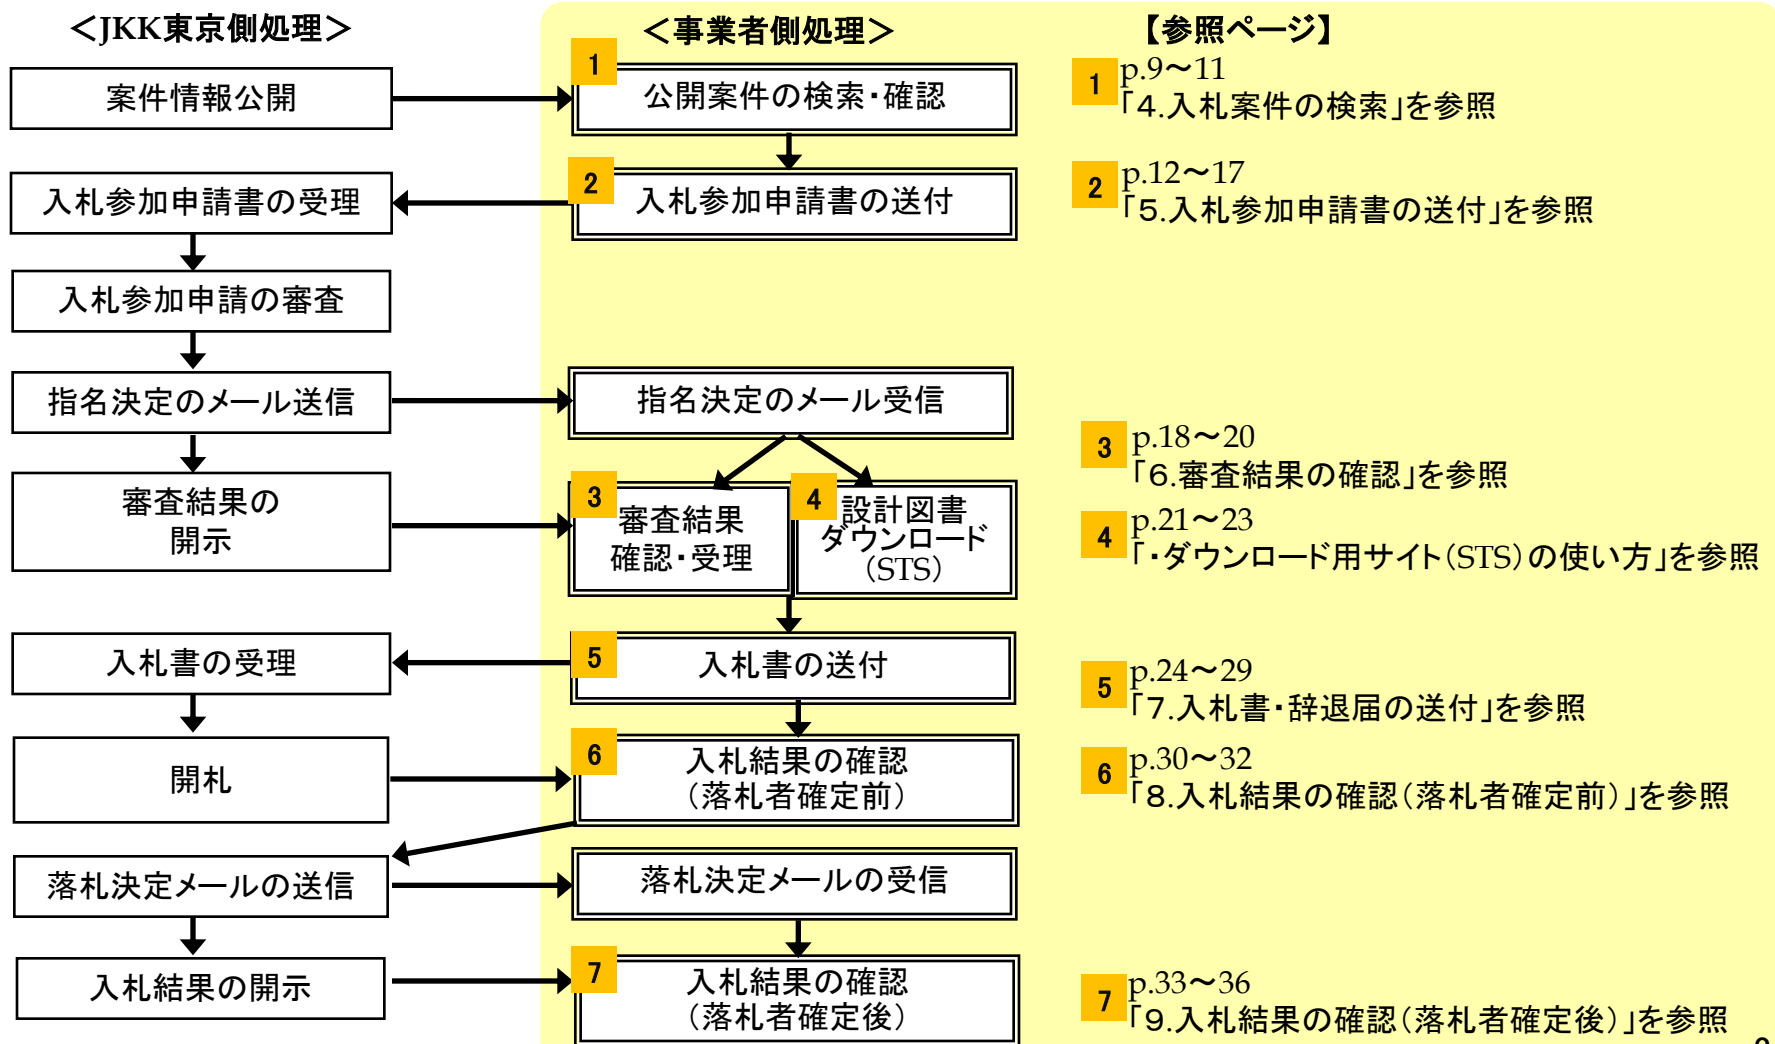 ＜JKK東京側処理＞
＜事業者側処理＞
【参照ページ】
案件情報公開
1
公開案件の検索・確認
1
p.9～11
「4.入札案件の検索」を参照
入札参加申請書の受理
2
入札参加申請書の送付
2
p.12～17
「5.入札参加申請書の送付」を参照
入札参加申請の審査
指名決定のメール送信
指名決定のメール受信
3
p.18～20
「6.審査結果の確認」を参照
審査結果の
開示
3
審査結果
確認・受理
4
設計図書
ダウンロード
（STS）
4
p.21～23
「・ダウンロード用サイト（STS）の使い方」を参照
入札書の受理
5
入札書の送付
5
p.24～29
「7.入札書・辞退届の送付」を参照
開札
6
入札結果の確認
（落札者確定前）
6
p.30～32
「8.入札結果の確認（落札者確定前）」を参照
落札決定メールの送信
落札決定メールの受信
入札結果の開示
7
入札結果の確認
（落札者確定後）
7
p.33～36
「9.入札結果の確認（落札者確定後）」を参照